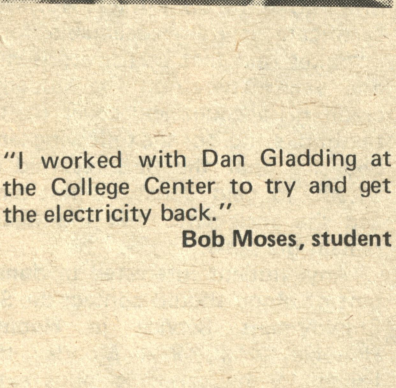 "I worked with Dan Gladding at
the College Center to try and get
the electricity back."
Bob Moses, student